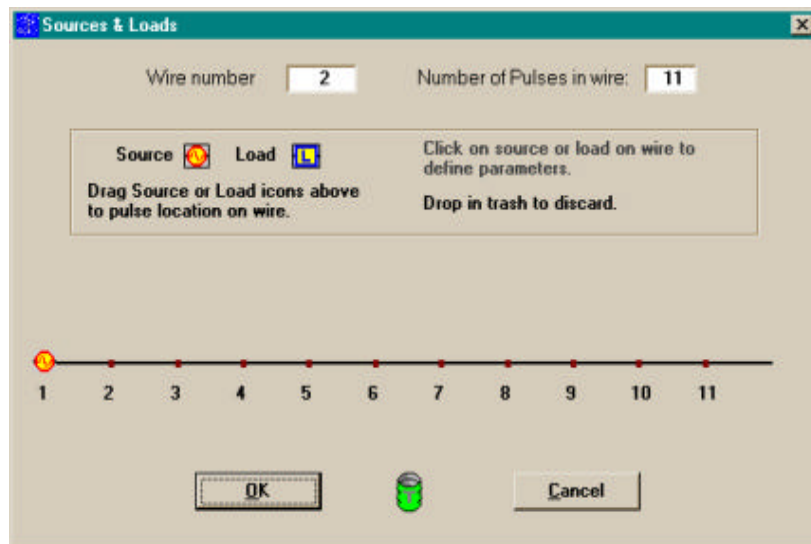 Sources & Loads
Wire number 2 Number of Pulses in wire: 11
Source Load L
Drag Source or Load icons above
to pulse location on wire.
Click on source or load on wire to
define parameters.
Drop in trash to discard.
1 2 3 4 5 6 7 8 9 10 11
OK
Cancel